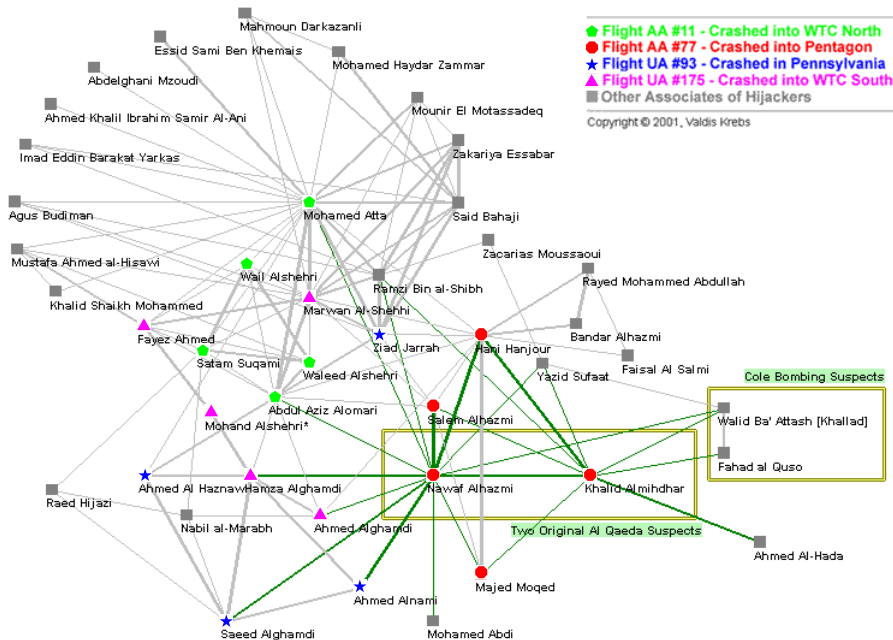 Mahmoun Darkazanli
Flight AA #11 - Crashed into WTC North
Flight AA #77 - Crashed into Pentagon
Flight UA #93 - Crashed in Pennsylvania
Flight UA #175 - Crashed into WTC South
Other Associates of Hijackers
Copyright © 2001, Valdis Krebs
Essid Sami Ben Khemais
Mohamed Haydar Zammar
Abdelghani Mzoudi
Mounir El Motassadeq
Ahmed Khalil Ibrahim Samir Al-Ani
Zakariya Essabar
Imad Eddin Barakat Yarkas
Mohamed Atta
Said Bahaji
Agus Budiman
Mustafa Ahmed al-Hisawi
Zacarias Moussaoui
Wail Alshehri
Ramzi Bin al-Shibh
Rayed Mohammed Abdullah
Khalid Shaikh Mohammed
Marwan Al-Shehhi
Fayez Ahmed
Ziad Jarrah
Hani Hanjour
Bandar Alhazmi
Satam Suqami
Waleed Alshehri
Yazid Sufaat
Faisal Al Salmi
Cole Bombing Suspects
Abdul Aziz Alomari
Salem Alhazmi
Walid Ba' Attash [Khallad]
Mohand Alshehri*
Fahad al Quso
Ahmed Al Haznawi
Hamza Alghamdi
Nawaf Alhazmi
Khalid Almihdhar
Raed Hijazi
Nabil al-Marabh
Ahmed Alghamdi
Two Original Al Qaeda Suspects
Ahmed Al-Hada
Majed Moqed
Ahmed Alnami
Saeed Alghamdi
Mohamed Abdi